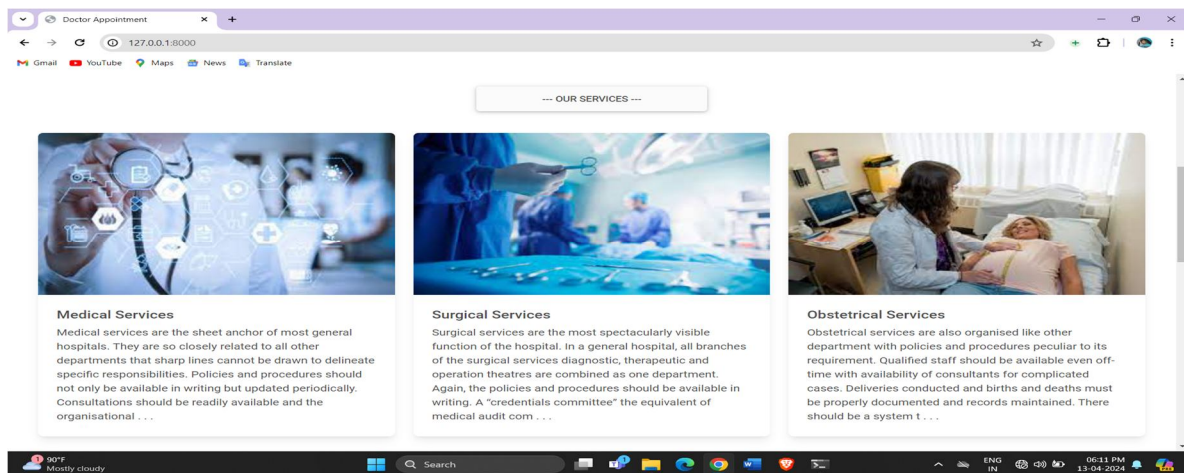 Doctor Appointment
127.0.0.1:8000
Gmail YouTube Maps News Translate
--- OUR SERVICES ---
Medical Services
Medical services are the sheet anchor of most general
hospitals. They are so closely related to all other
departments that sharp lines cannot be drawn to delineate
specific responsibilities. Policies and procedures should
not only be available in writing but updated periodically.
Consultations should be readily available and the
organisational . . .
Surgical Services
Surgical services are the most spectacularly visible
function of the hospital. In a general hospital, all branches
of the surgical services diagnostic, therapeutic and
operation theatres are combined as one department.
Again, the policies and procedures should be available in
writing. A “credentials committee” the equivalent of
medical audit com . . .
Obstetrical Services
Obstetrical services are also organised like other
department with policies and procedures peculiar to its
requirement. Qualified staff should be available even off-
time with availability of consultants for complicated
cases. Deliveries conducted and births and deaths must
be properly documented and records maintained. There
should be a system t . . .
1
90°F
Mostly cloudy
Search
ENG
IN
06:11 PM
13-04-2024